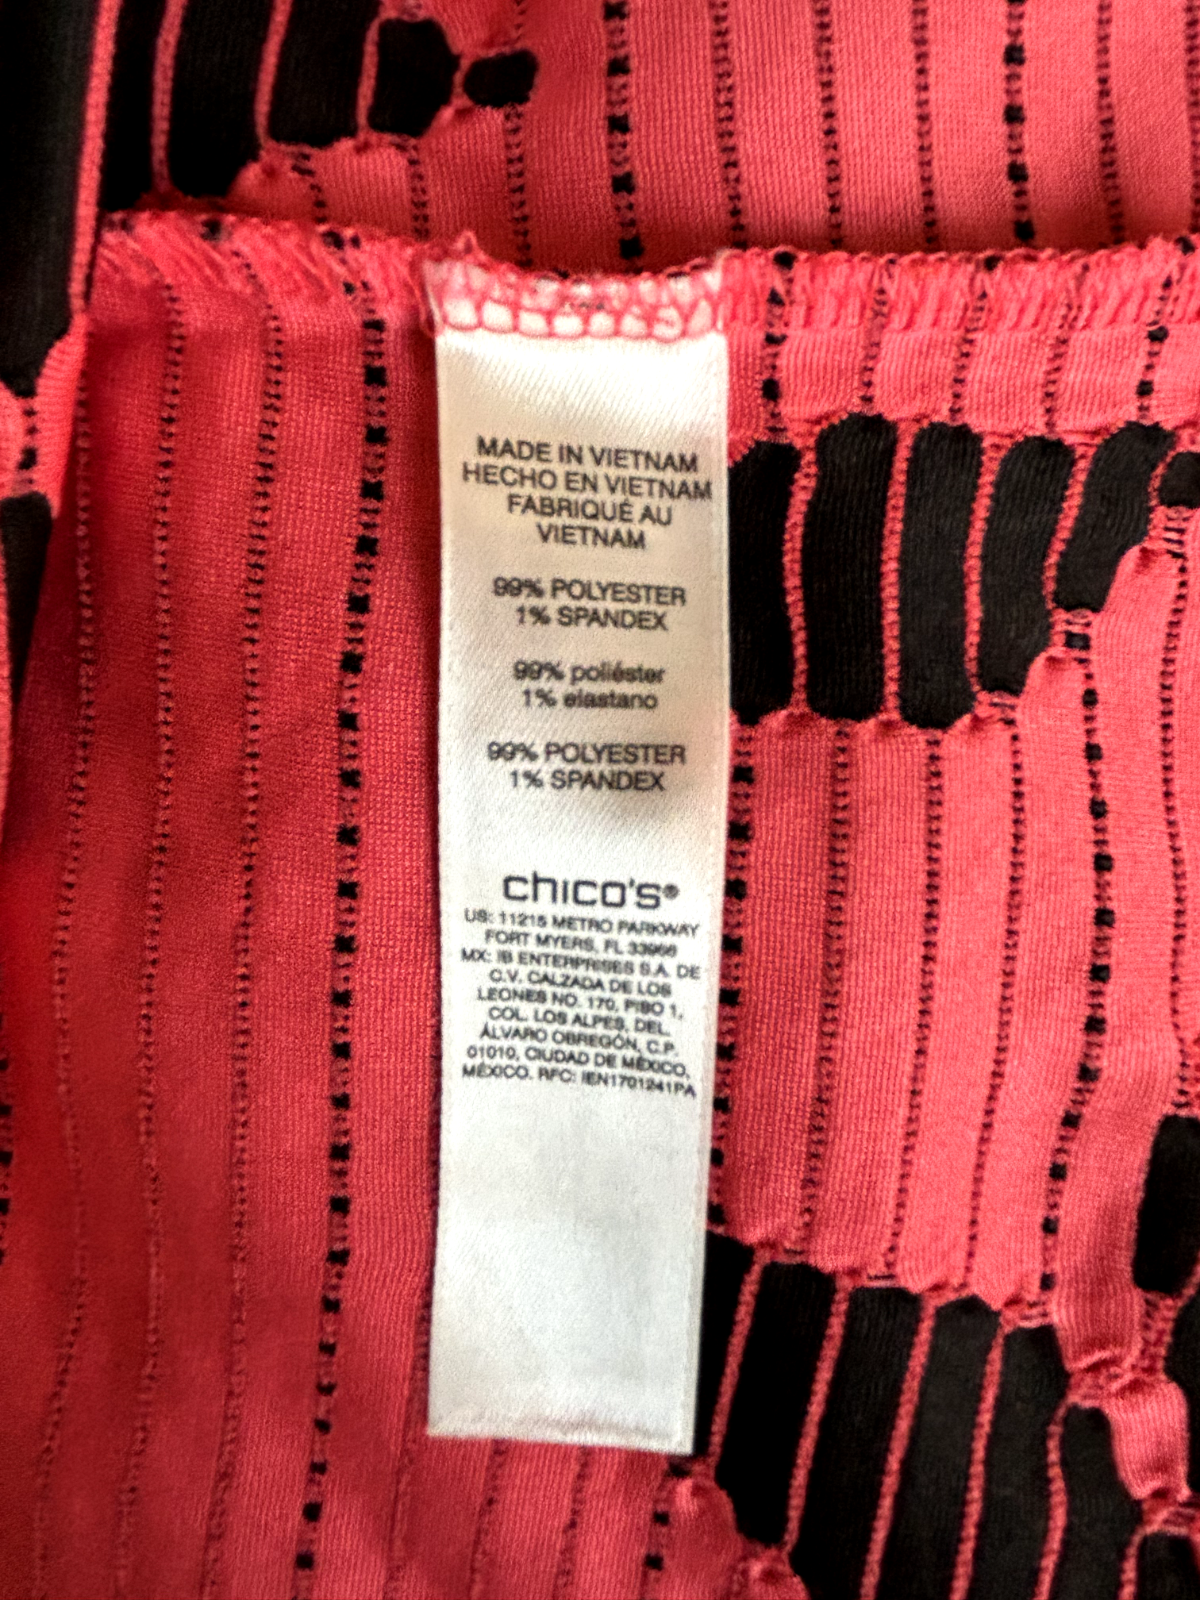 MADE IN VIETNAM
HECHO EN VIETNAM
FABRIQUÉ AU
VIETNAM
99% POLYESTER
1% SPANDEX
99% poliéster
1% elastano
99% POLYESTER
1% SPANDEX
chico's®
US: 11215 METRO PARKWAY
FORT MYERS, FL 33966
MX: IB ENTERPRISES S.A. DE
C.V. CALZADA DE LOS
LEONES NO. 170, PISO 1,
COL. LOS ALPES, DEL.
ÁLVARO OBREGÓN, C.P.
01010, CIUDAD DE MÉXICO,
MÉXICO. RFC: IEN1701241PA